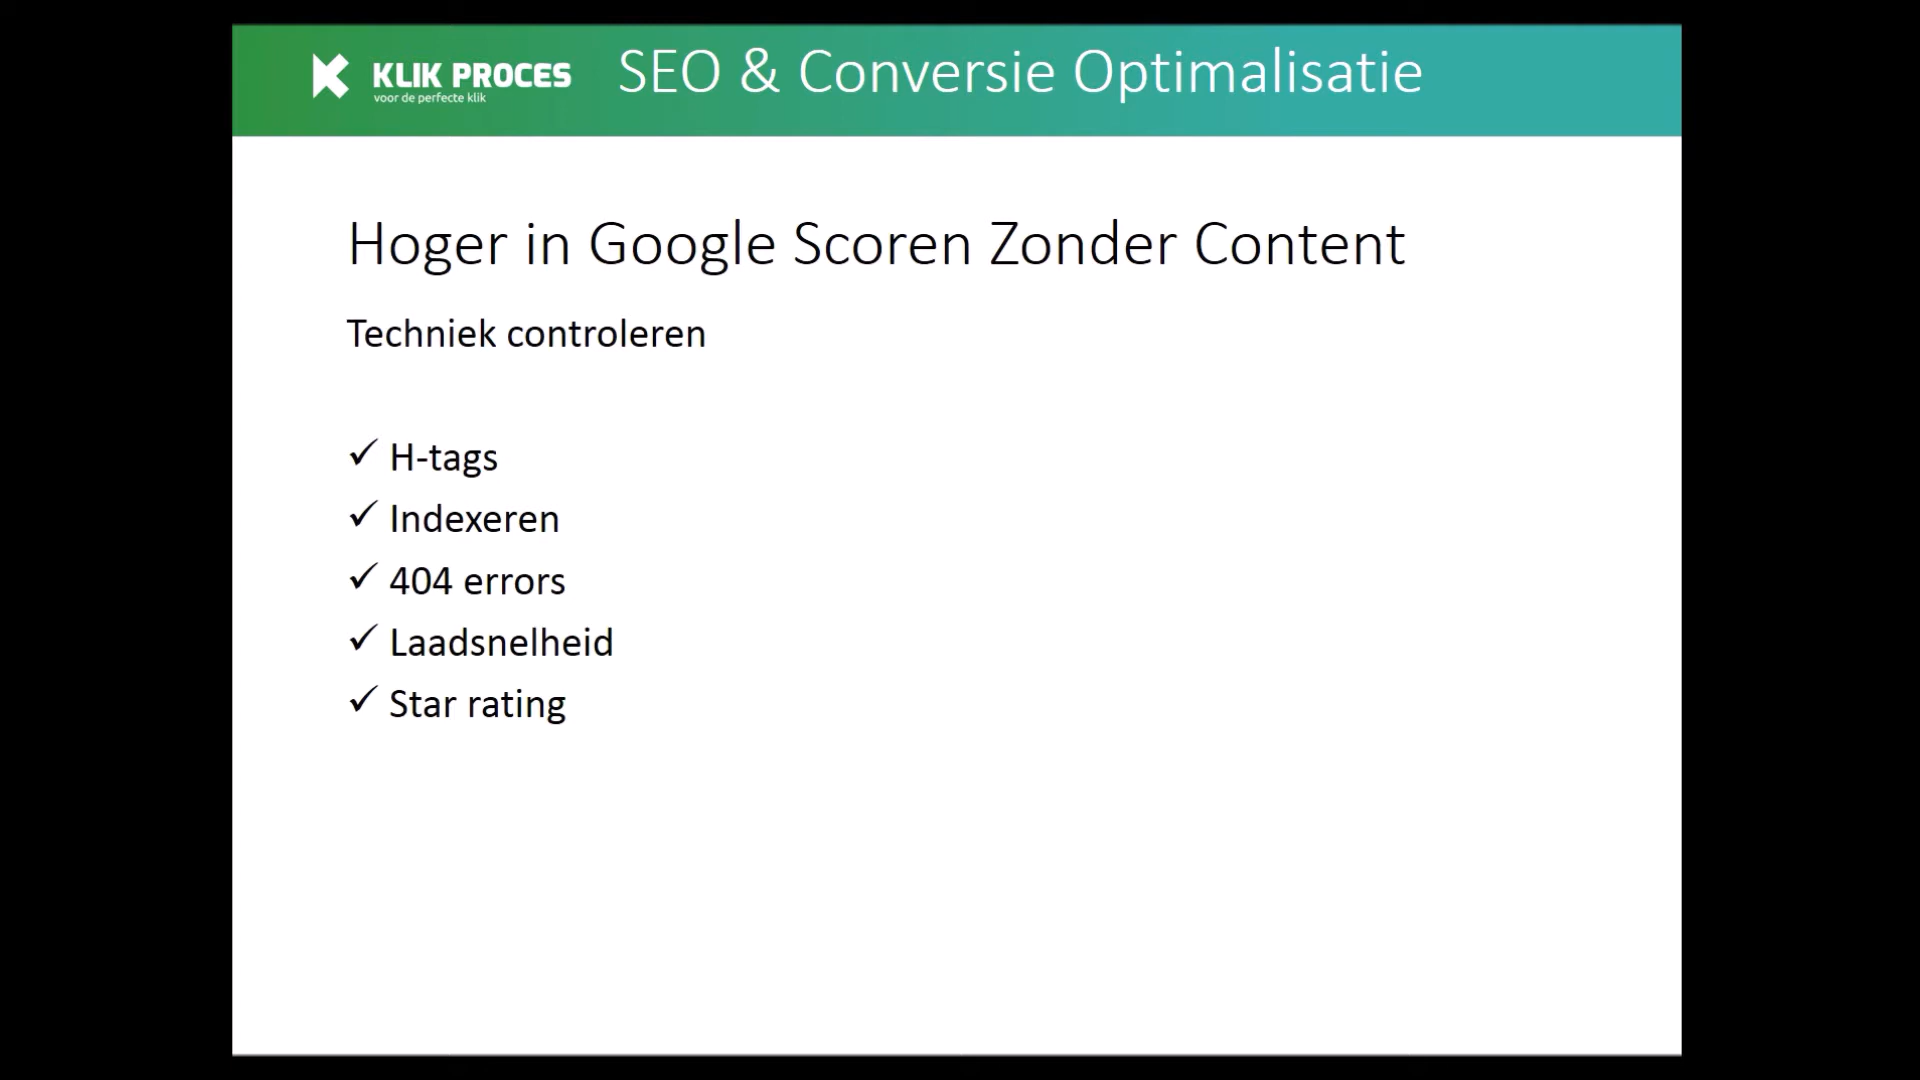 KLIK PROCES
voor de perfecte klik
SEO & Conversie Optimalisatie
Hoger in Google Scoren Zonder Content
Techniek controleren
✓ H-tags
✓ Indexeren
✓ 404 errors
✓ Laadsnelheid
✓ Star rating